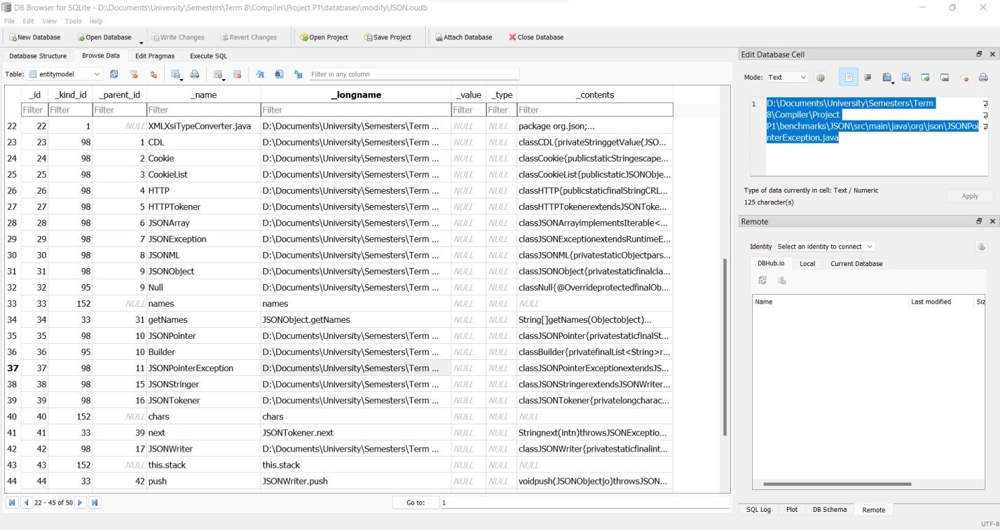 DB Browser for SQLite - D:\Documents\University\Semesters\Term 8\Compiler\Project P1\databases\modify\JSON.oudb
File Edit View Tools Help
New Database Open Database Write Changes Revert Changes Open Project Save Project Attach Database Close Database
Database Structure Browse Data Edit Pragmas Execute SQL
Table: entitymodel Filter in any column
_id _kind_id _parent_id _name _longname _value _type _contents
Filter Filter Filter Filter Filter Filter Filter Filter
22 22 1 NULL XMLXsiTypeConverter.java D:\Documents\University\Semesters\Term ... NULL NULL package org.json;...
23 23 98 1 CDL D:\Documents\University\Semesters\Term ... NULL NULL classCDL{privateStringgetValue(JSO...
24 24 98 2 Cookie D:\Documents\University\Semesters\Term ... NULL NULL classCookie{publicstaticStringescape...
25 25 98 3 CookieList D:\Documents\University\Semesters\Term ... NULL NULL classCookieList{publicstaticJSONObje...
26 26 98 4 HTTP D:\Documents\University\Semesters\Term ... NULL NULL classHTTP{publicstaticfinalStringCRL...
27 27 98 5 HTTPTokener D:\Documents\University\Semesters\Term ... NULL NULL classHTTPTokenerextendsJSONToke...
28 28 98 6 JSONArray D:\Documents\University\Semesters\Term ... NULL NULL classJSONArrayimplementsIterable<...
29 29 98 7 JSONException D:\Documents\University\Semesters\Term ... NULL NULL classJSONExceptionextendsRuntimeE...
30 30 98 8 JSONML D:\Documents\University\Semesters\Term ... NULL NULL classJSONML{privatestaticObjectpars...
31 31 98 9 JSONObject D:\Documents\University\Semesters\Term ... NULL NULL classJSONObject{privatestaticfinalcla...
32 32 95 9 Null D:\Documents\University\Semesters\Term ... NULL NULL classNull{@OverrideprotectedfinalOb...
33 33 152 NULL names names NULL NULL NULL
34 34 33 31 getNames JSONObject.getNames NULL NULL String[]getNames(Objectobject)...
35 35 98 10 JSONPointer D:\Documents\University\Semesters\Term ... NULL NULL classJSONPointer{privatestaticfinalSt...
36 36 95 10 Builder D:\Documents\University\Semesters\Term ... NULL NULL classBuilder{privatefinalList<String>r...
37 37 98 11 JSONPointerException D:\Documents\University\Semesters\Term ... NULL NULL classJSONPointerExceptionextendsJS...
38 38 98 15 JSONStringer D:\Documents\University\Semesters\Term ... NULL NULL classJSONStringerextendsJSONWriter...
39 39 98 16 JSONTokener D:\Documents\University\Semesters\Term ... NULL NULL classJSONTokener{privatelongcharac...
40 40 152 NULL chars chars NULL NULL NULL
41 41 33 39 next JSONTokener.next NULL NULL Stringnext(intn)throwsJSONExceptio...
42 42 98 17 JSONWriter D:\Documents\University\Semesters\Term ... NULL NULL classJSONWriter{privatestaticfinalint...
43 43 152 NULL this.stack this.stack NULL NULL NULL
44 44 33 42 push JSONWriter.push NULL NULL voidpush(JSONObjectjo)throwsJSON...
22 - 45 of 50 Go to: 1
Edit Database Cell
Mode: Text
1 D:\Documents\University\Semesters\Term
8\Compiler\Project
P1\benchmarks\JSON\src\main\java\org\json\JSONPoi
nterException.java
Type of data currently in cell: Text / Numeric
125 character(s)
Apply
Remote
Identity Select an identity to connect
DBHub.io Local Current Database
Name Last modified Siz
SQL Log Plot DB Schema Remote
UTF-8